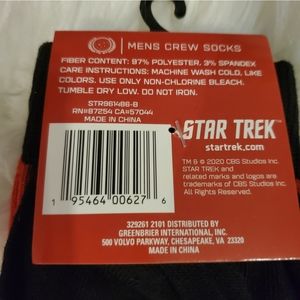 MENS CREW SOCKS
FIBER CONTENT: 97% POLYESTER, 3% SPANDEX
CARE INSTRUCTIONS: MACHINE WASH COLD, LIKE
COLORS. USE ONLY NON-CHLORINE BLEACH.
TUMBLE DRY LOW. DO NOT IRON.
STR961486-B
RN#87254 CA#57044
MADE IN CHINA
STAR TREK
startrek.com
™ & © 2020 CBS Studios Inc.
STAR TREK and
related marks and logos are
trademarks of CBS Studios Inc.
All Rights Reserved.
1 95464 00627 6
329261 2101 DISTRIBUTED BY
GREENBRIER INTERNATIONAL, INC.
500 VOLVO PARKWAY, CHESAPEAKE, VA 23320
MADE IN CHINA